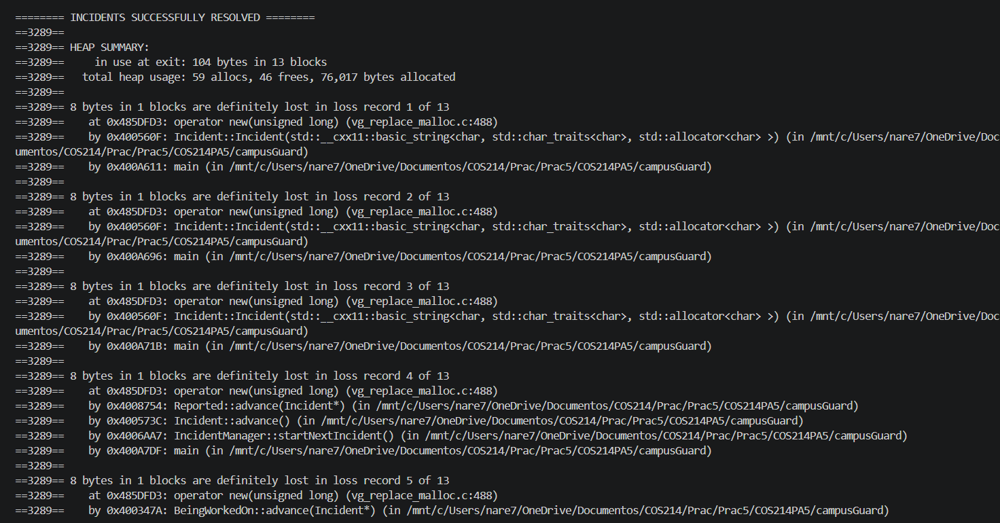 ======== INCIDENTS SUCCESSFULLY RESOLVED ========
==3289==
==3289== HEAP SUMMARY:
==3289==     in use at exit: 104 bytes in 13 blocks
==3289==   total heap usage: 59 allocs, 46 frees, 76,017 bytes allocated
==3289==
==3289== 8 bytes in 1 blocks are definitely lost in loss record 1 of 13
==3289==    at 0x485DFD3: operator new(unsigned long) (vg_replace_malloc.c:488)
==3289==    by 0x400560F: Incident::Incident(std::__cxx11::basic_string<char, std::char_traits<char>, std::allocator<char> >) (in /mnt/c/Users/nare7/OneDrive/Doc
umentos/COS214/Prac/Prac5/COS214PA5/campusGuard)
==3289==    by 0x400A611: main (in /mnt/c/Users/nare7/OneDrive/Documentos/COS214/Prac/Prac5/COS214PA5/campusGuard)
==3289==
==3289== 8 bytes in 1 blocks are definitely lost in loss record 2 of 13
==3289==    at 0x485DFD3: operator new(unsigned long) (vg_replace_malloc.c:488)
==3289==    by 0x400560F: Incident::Incident(std::__cxx11::basic_string<char, std::char_traits<char>, std::allocator<char> >) (in /mnt/c/Users/nare7/OneDrive/Doc
umentos/COS214/Prac/Prac5/COS214PA5/campusGuard)
==3289==    by 0x400A696: main (in /mnt/c/Users/nare7/OneDrive/Documentos/COS214/Prac/Prac5/COS214PA5/campusGuard)
==3289==
==3289== 8 bytes in 1 blocks are definitely lost in loss record 3 of 13
==3289==    at 0x485DFD3: operator new(unsigned long) (vg_replace_malloc.c:488)
==3289==    by 0x400560F: Incident::Incident(std::__cxx11::basic_string<char, std::char_traits<char>, std::allocator<char> >) (in /mnt/c/Users/nare7/OneDrive/Doc
umentos/COS214/Prac/Prac5/COS214PA5/campusGuard)
==3289==    by 0x400A71B: main (in /mnt/c/Users/nare7/OneDrive/Documentos/COS214/Prac/Prac5/COS214PA5/campusGuard)
==3289==
==3289== 8 bytes in 1 blocks are definitely lost in loss record 4 of 13
==3289==    at 0x485DFD3: operator new(unsigned long) (vg_replace_malloc.c:488)
==3289==    by 0x4008754: Reported::advance(Incident*) (in /mnt/c/Users/nare7/OneDrive/Documentos/COS214/Prac/Prac5/COS214PA5/campusGuard)
==3289==    by 0x400573C: Incident::advance() (in /mnt/c/Users/nare7/OneDrive/Documentos/COS214/Prac/Prac5/COS214PA5/campusGuard)
==3289==    by 0x4006AA7: IncidentManager::startNextIncident() (in /mnt/c/Users/nare7/OneDrive/Documentos/COS214/Prac/Prac5/COS214PA5/campusGuard)
==3289==    by 0x400A7DF: main (in /mnt/c/Users/nare7/OneDrive/Documentos/COS214/Prac/Prac5/COS214PA5/campusGuard)
==3289==
==3289== 8 bytes in 1 blocks are definitely lost in loss record 5 of 13
==3289==    at 0x485DFD3: operator new(unsigned long) (vg_replace_malloc.c:488)
==3289==    by 0x400347A: BeingWorkedOn::advance(Incident*) (in /mnt/c/Users/nare7/OneDrive/Documentos/COS214/Prac/Prac5/COS214PA5/campusGuard)